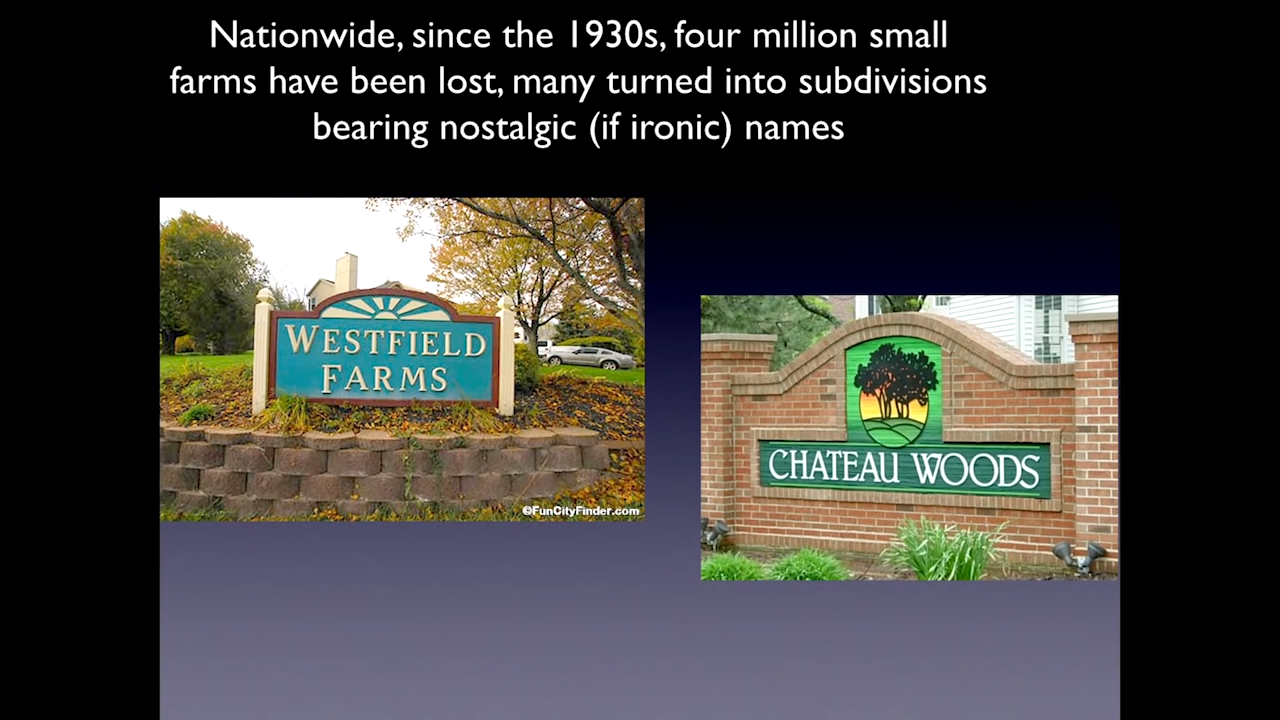 Nationwide, since the 1930s, four million small
farms have been lost, many turned into subdivisions
bearing nostalgic (if ironic) names
WESTFIELD
FARMS
©FunCityFinder.com
CHATEAU WOODS